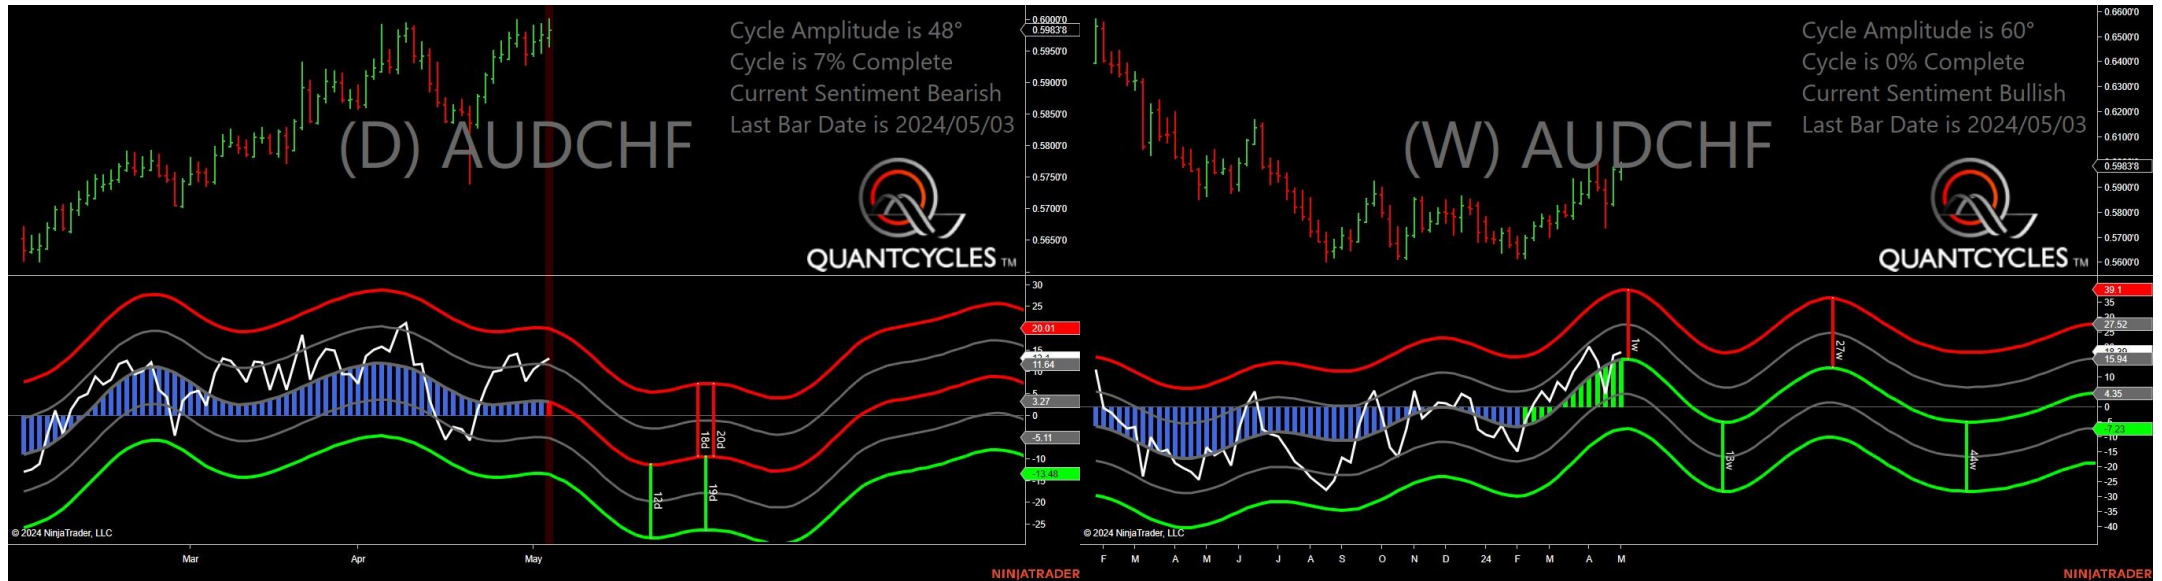 Cycle Amplitude is 48°
Cycle is 7% Complete
Current Sentiment Bearish
Last Bar Date is 2024/05/03
(D) AUDCHF
QUANTCYCLES TM
0.6000'0
0.5983'8
0.5950'0
0.5900'0
0.5850'0
0.5800'0
0.5750'0
0.5700'0
0.5650'0
30
25
20.01
15
11.64
5
3.27
0
-5.11
-10
-13.48
-15
-20
-25
12d
18d
19d
20d
© 2024 NinjaTrader, LLC
Mar Apr May
NINJATRADER
Cycle Amplitude is 60°
Cycle is 0% Complete
Current Sentiment Bullish
Last Bar Date is 2024/05/03
(W) AUDCHF
QUANTCYCLES TM
0.6600'0
0.6500'0
0.6400'0
0.6300'0
0.6200'0
0.6100'0
0.5983'8
0.5900'0
0.5800'0
0.5700'0
0.5600'0
39.1
35
30
27.52
25
15.94
10
4.35
0
-7.23
-10
-15
-20
-25
-30
-35
-40
1w
13w
27w
44w
© 2024 NinjaTrader, LLC
F M A M J J A S O N D 24 F M A M
NINJATRADER